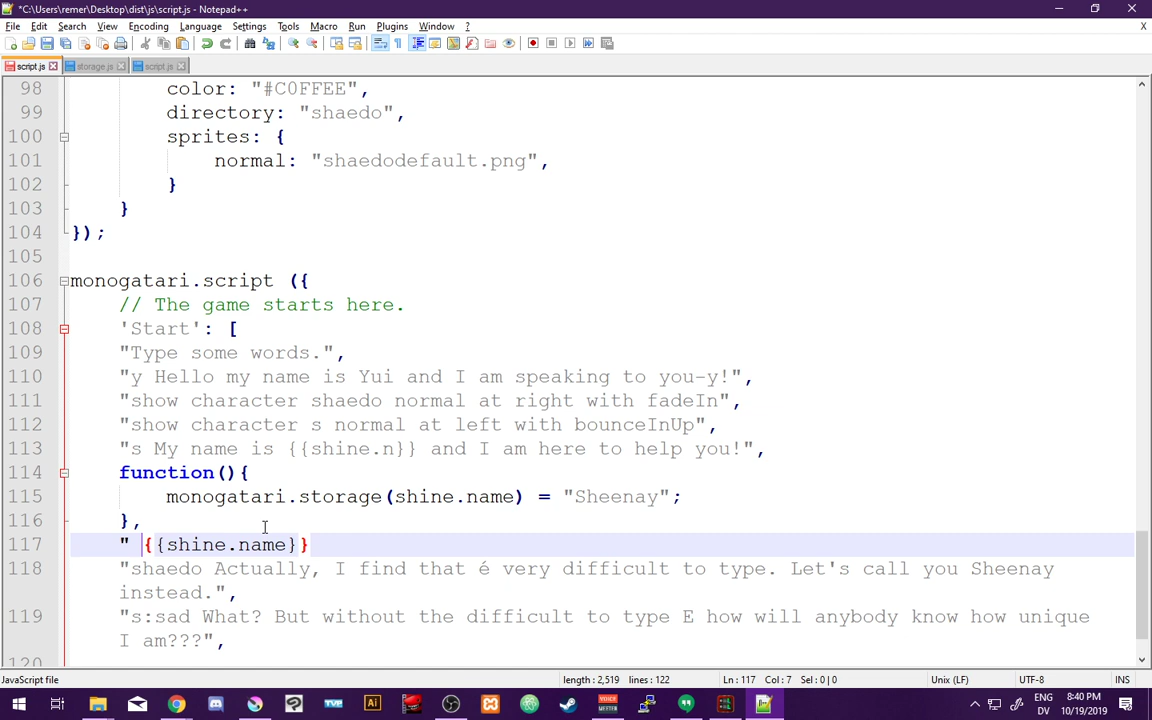 *C:\Users\remer\Desktop\dist\js\script.js - Notepad++
File Edit Search View Encoding Language Settings Tools Macro Run Plugins Window ? X
script.js storage.js script.js
98 color: "#C0FFEE",
99 directory: "shaedo",
100 sprites: {
101 normal: "shaedodefault.png",
102 }
103 }
104 });
105
106 monogatari.script ({
107 // The game starts here.
108 'Start': [
109 "Type some words.",
110 "y Hello my name is Yui and I am speaking to you-y!",
111 "show character shaedo normal at right with fadeIn",
112 "show character s normal at left with bounceInUp",
113 "s My name is {{shine.n}} and I am here to help you!",
114 function(){
115 monogatari.storage(shine.name) = "Sheenay";
116 },
117 " {{shine.name}}
118 "shaedo Actually, I find that é very difficult to type. Let's call you Sheenay
instead.",
119 "s:sad What? But without the difficult to type E how will anybody know how unique
I am???",
120
JavaScript file length : 2,519 lines : 122 Ln : 117 Col : 7 Sel : 0 | 0 Unix (LF) UTF-8 INS
ENG 8:40 PM
DV 10/19/2019